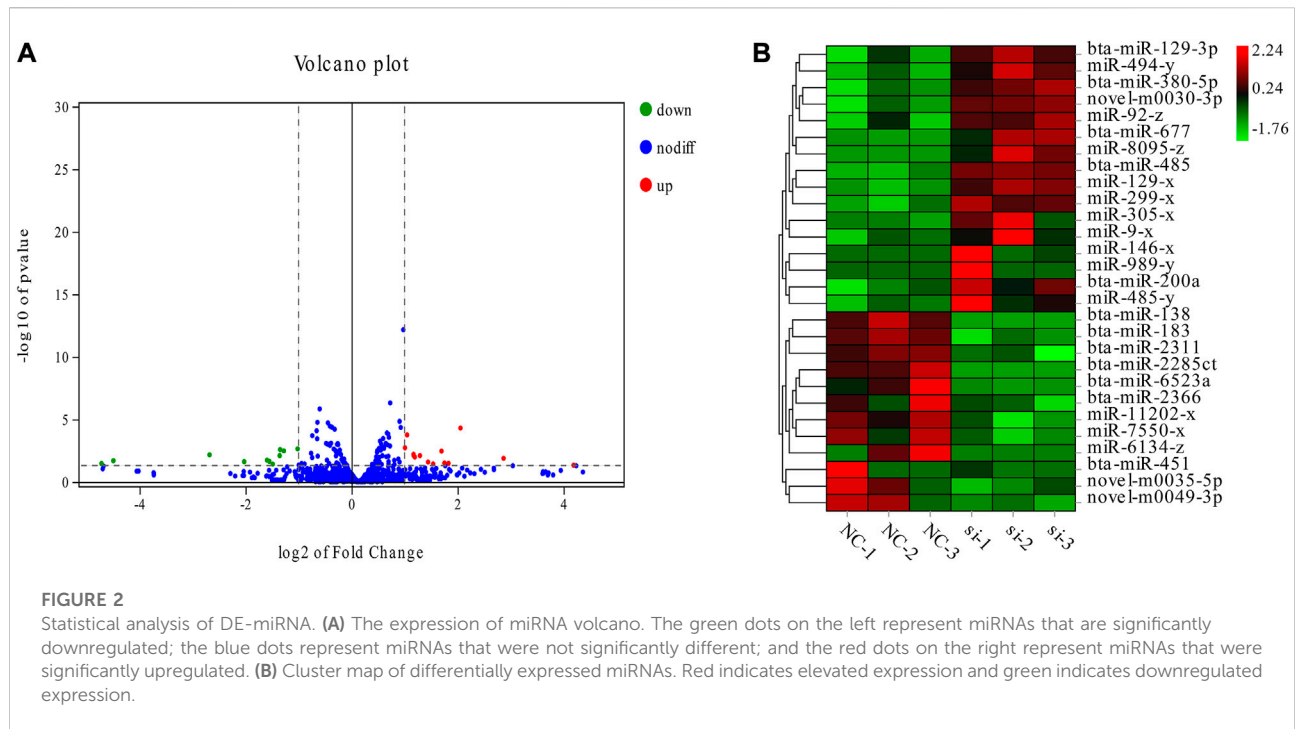 A
Volcano plot
30
25
20
15
10
5
0
-4
-2
0
2
4
-log10 of pvalue
log2 of Fold Change
down
nodiff
up
B
bta-miR-129-3p
miR-494-y
bta-miR-380-5p
novel-m0030-3p
miR-92-z
bta-miR-677
miR-8095-z
bta-miR-485
miR-129-x
miR-299-x
miR-305-x
miR-9-x
miR-146-x
miR-989-y
bta-miR-200a
miR-485-y
bta-miR-138
bta-miR-183
bta-miR-2311
bta-miR-2285ct
bta-miR-6523a
bta-miR-2366
miR-11202-x
miR-7550-x
miR-6134-z
bta-miR-451
novel-m0035-5p
novel-m0049-3p
NC-1
NC-2
NC-3
si-1
si-2
si-3
2.24
0.24
-1.76
FIGURE 2
Statistical analysis of DE-miRNA. (A) The expression of miRNA volcano. The green dots on the left represent miRNAs that are significantly
downregulated; the blue dots represent miRNAs that were not significantly different; and the red dots on the right represent miRNAs that were
significantly upregulated. (B) Cluster map of differentially expressed miRNAs. Red indicates elevated expression and green indicates downregulated
expression.